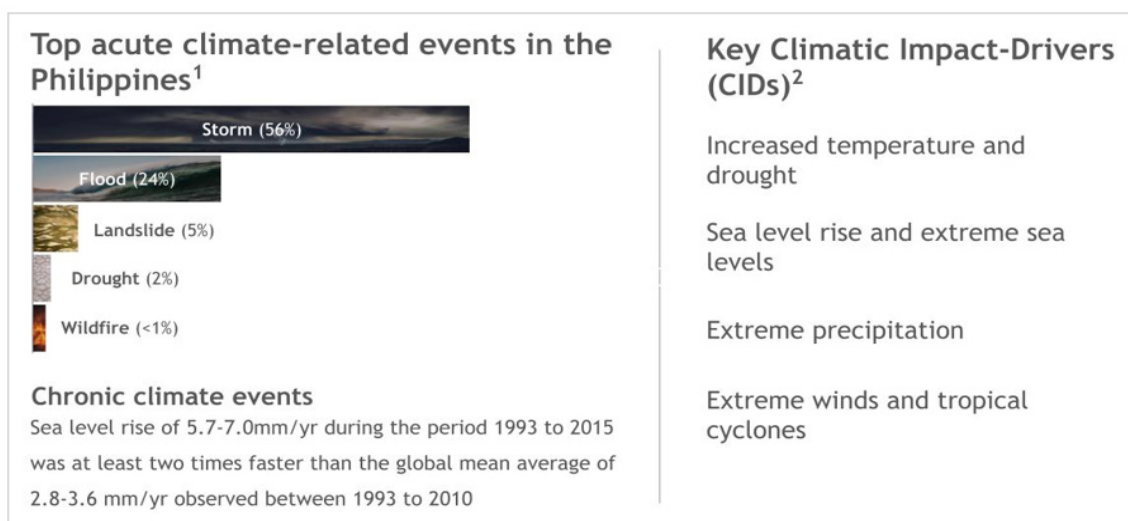 Top acute climate-related events in the
Philippines¹
Storm (56%)
Flood (24%)
Landslide (5%)
Drought (2%)
Wildfire (<1%)
Chronic climate events
Sea level rise of 5.7-7.0mm/yr during the period 1993 to 2015
was at least two times faster than the global mean average of
2.8-3.6 mm/yr observed between 1993 to 2010
Key Climatic Impact-Drivers
(CIDs)²
Increased temperature and
drought
Sea level rise and extreme sea
levels
Extreme precipitation
Extreme winds and tropical
cyclones